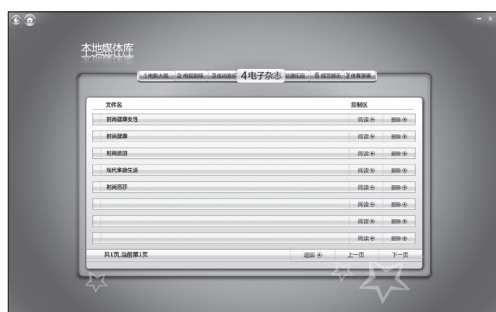 本地媒体库
4电子杂志
文件名 控制区
时尚健康女性 阅读 删除
时尚健康 阅读 删除
时尚旅游 阅读 删除
现代家庭生活 阅读 删除
时尚芭莎 阅读 删除
阅读 删除
阅读 删除
阅读 删除
共1页,当前第1页 返回 上一页 下一页